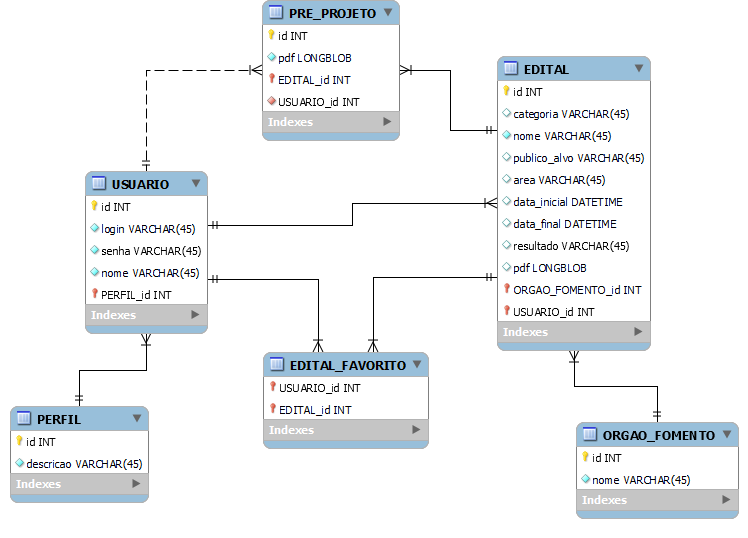 PRE_PROJETO
id INT
pdf LONGBLOB
EDITAL_id INT
USUARIO_id INT
Indexes
EDITAL
id INT
categoria VARCHAR(45)
nome VARCHAR(45)
publico_alvo VARCHAR(45)
area VARCHAR(45)
data_inicial DATETIME
data_final DATETIME
resultado VARCHAR(45)
pdf LONGBLOB
ORGAO_FOMENTO_id INT
USUARIO_id INT
Indexes
USUARIO
id INT
login VARCHAR(45)
senha VARCHAR(45)
nome VARCHAR(45)
PERFIL_id INT
Indexes
EDITAL_FAVORITO
USUARIO_id INT
EDITAL_id INT
Indexes
PERFIL
id INT
descricao VARCHAR(45)
Indexes
ORGAO_FOMENTO
id INT
nome VARCHAR(45)
Indexes